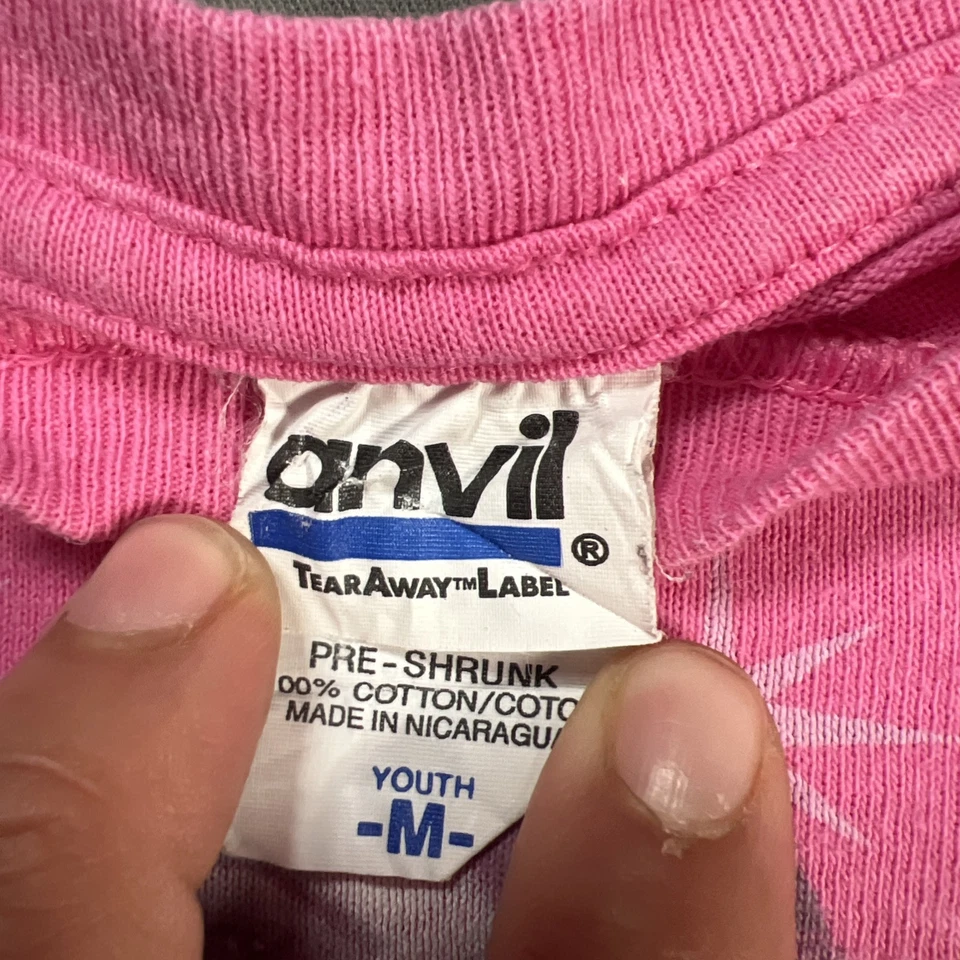 anvil
®
TEARAWAY™LABEL
PRE-SHRUNK
00% COTTON/COTO
MADE IN NICARAGUA
YOUTH
-M-